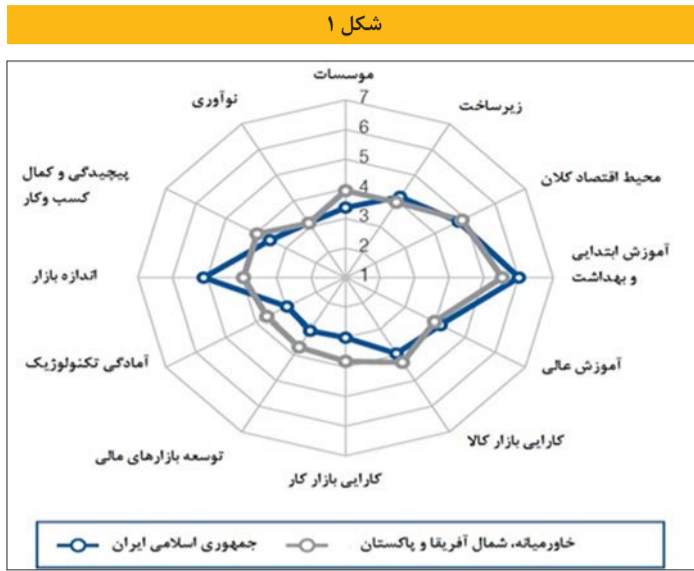 شکل ۱
موسسات
زیرساخت
محیط اقتصاد کلان
آموزش ابتدایی
و بهداشت
آموزش عالی
کارایی بازار کالا
کارایی بازار کار
توسعه بازارهای مالی
آمادگی تکنولوژیک
اندازه بازار
پیچیدگی و کمال
کسب وکار
نوآوری
7
6
5
4
3
2
1
خاورمیانه، شمال آفریقا و پاکستان
جمهوری اسلامی ایران